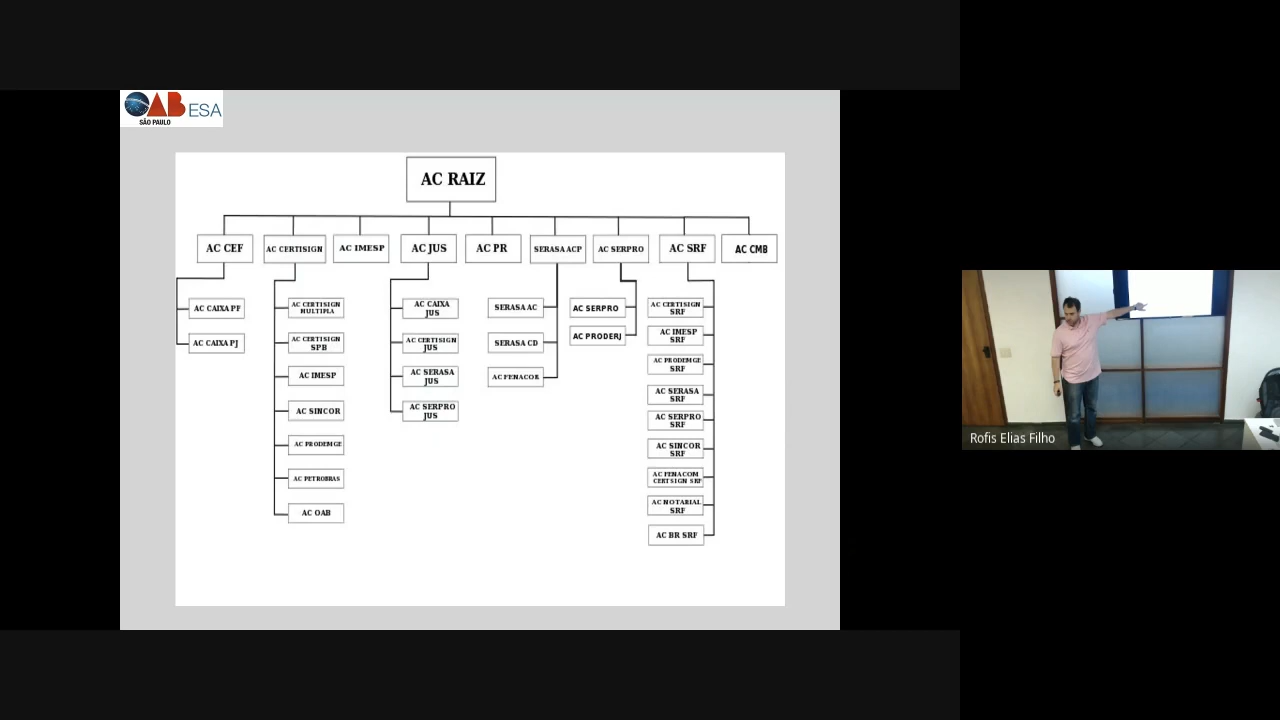 OAB ESA
SÃO PAULO
AC RAIZ
AC CEF
AC CERTISIGN
AC IMESP
AC JUS
AC PR
SERASA ACP
AC SERPRO
AC SRF
AC CMB
AC CAIXA PF
AC CAIXA PJ
AC CERTISIGN
MULTIPLA
AC CERTISIGN
SPB
AC IMESP
AC SINCOR
AC PRODEMGE
AC PETROBRAS
AC OAB
AC CAIXA
JUS
AC CERTISIGN
JUS
AC SERASA
JUS
AC SERPRO
JUS
SERASA AC
SERASA CD
AC FENACOR
AC SERPRO
AC PRODERJ
AC CERTISIGN
SRF
AC IMESP
SRF
AC PRODEMGE
SRF
AC SERASA
SRF
AC SERPRO
SRF
AC SINCOR
SRF
AC FENACOM
CERTSIGN SRF
AC NOTARIAL
SRF
AC BR SRF
Rofis Elias Filho